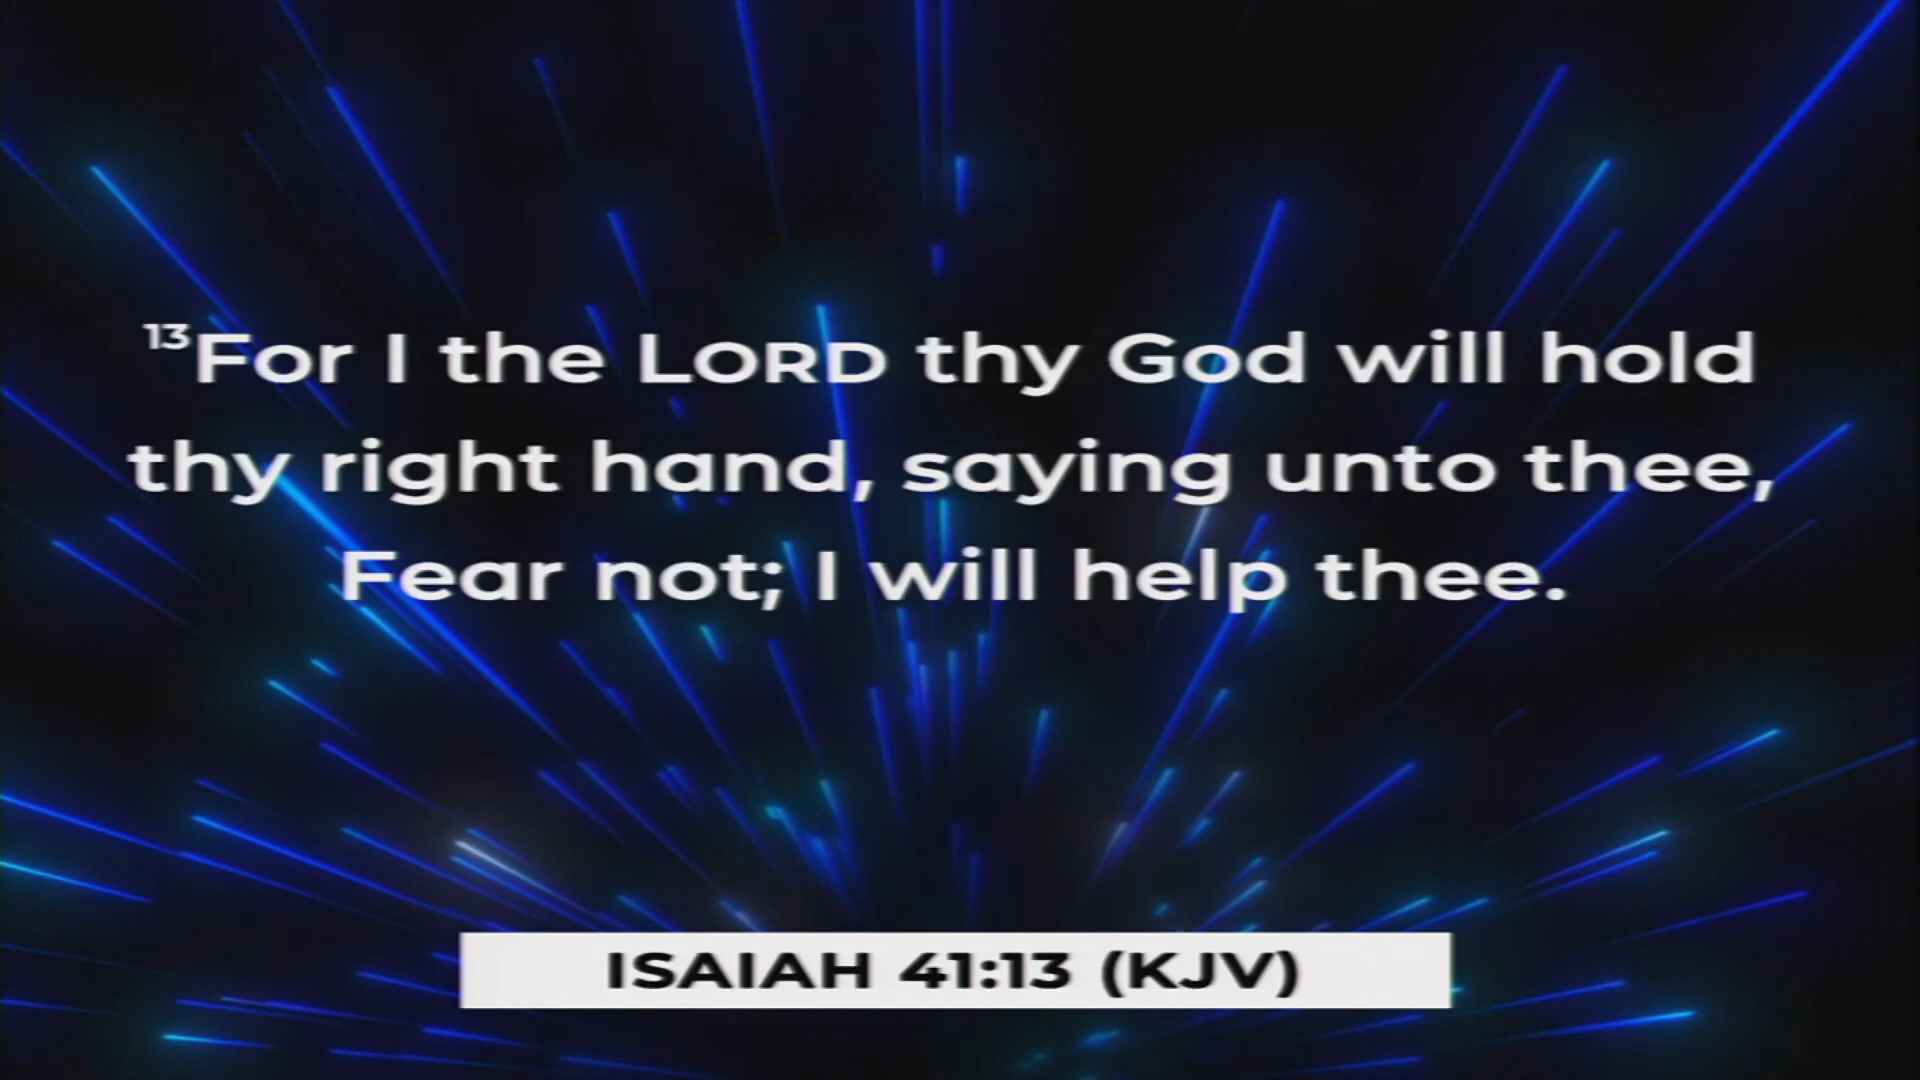 ¹³For I the LORD thy God will hold
thy right hand, saying unto thee,
Fear not; I will help thee.
ISAIAH 41:13 (KJV)